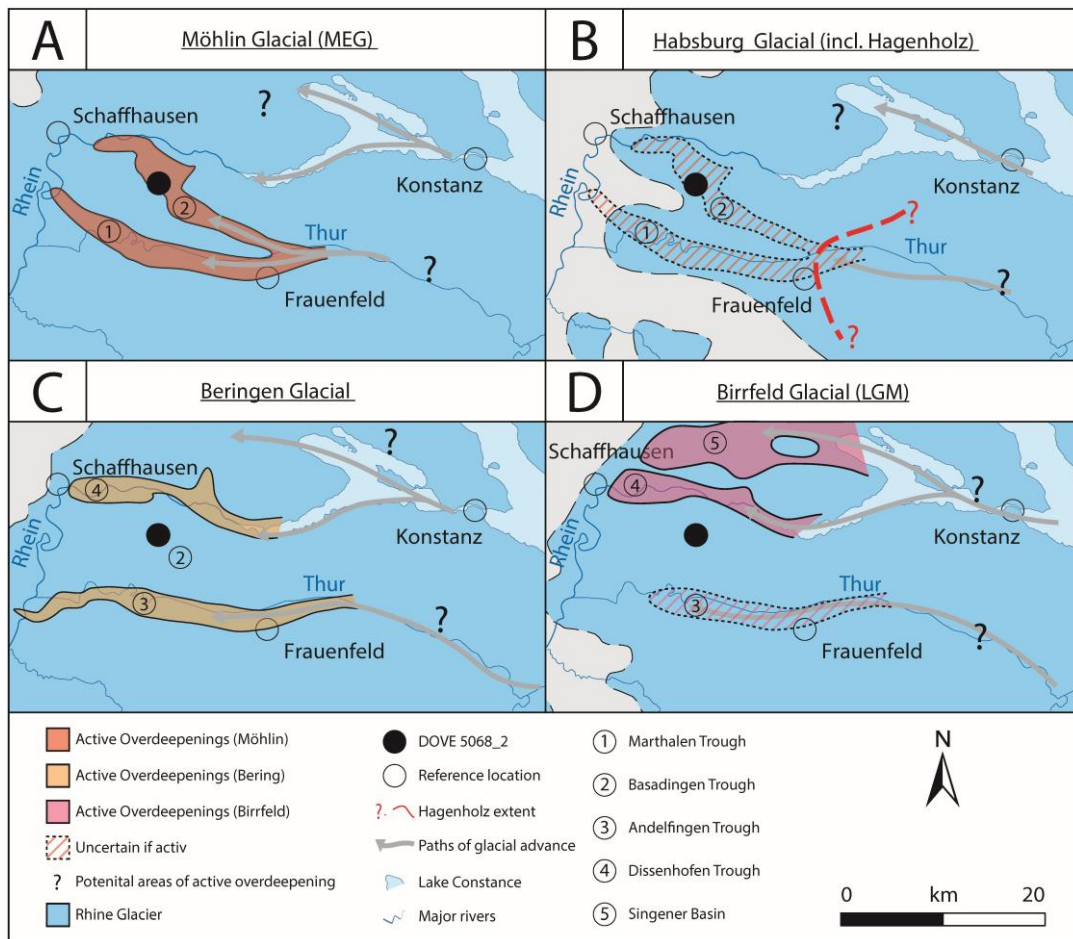 A
Möhlin Glacial (MEG)
?
Schaffhausen
Konstanz
Rhein
2
1
Thur
?
Frauenfeld
B
Habsburg Glacial (incl. Hagenholz)
?
Schaffhausen
Konstanz
Rhein
2
?
1
Thur
?
Frauenfeld
?
C
Beringen Glacial
?
Schaffhausen
4
Konstanz
Rhein
2
Thur
3
?
Frauenfeld
D
Birrfeld Glacial (LGM)
5
Schaffhausen
4
?
Konstanz
Rhein
Thur
3
?
Frauenfeld
Active Overdeepenings (Möhlin)
Active Overdeepenings (Bering)
Active Overdeepenings (Birrfeld)
Uncertain if activ
? Potenital areas of active overdeepening
Rhine Glacier
DOVE 5068_2
Reference location
? Hagenholz extent
Paths of glacial advance
Lake Constance
Major rivers
1 Marthalen Trough
2 Basadingen Trough
3 Andelfingen Trough
4 Dissenhofen Trough
5 Singener Basin
N
0 km 20